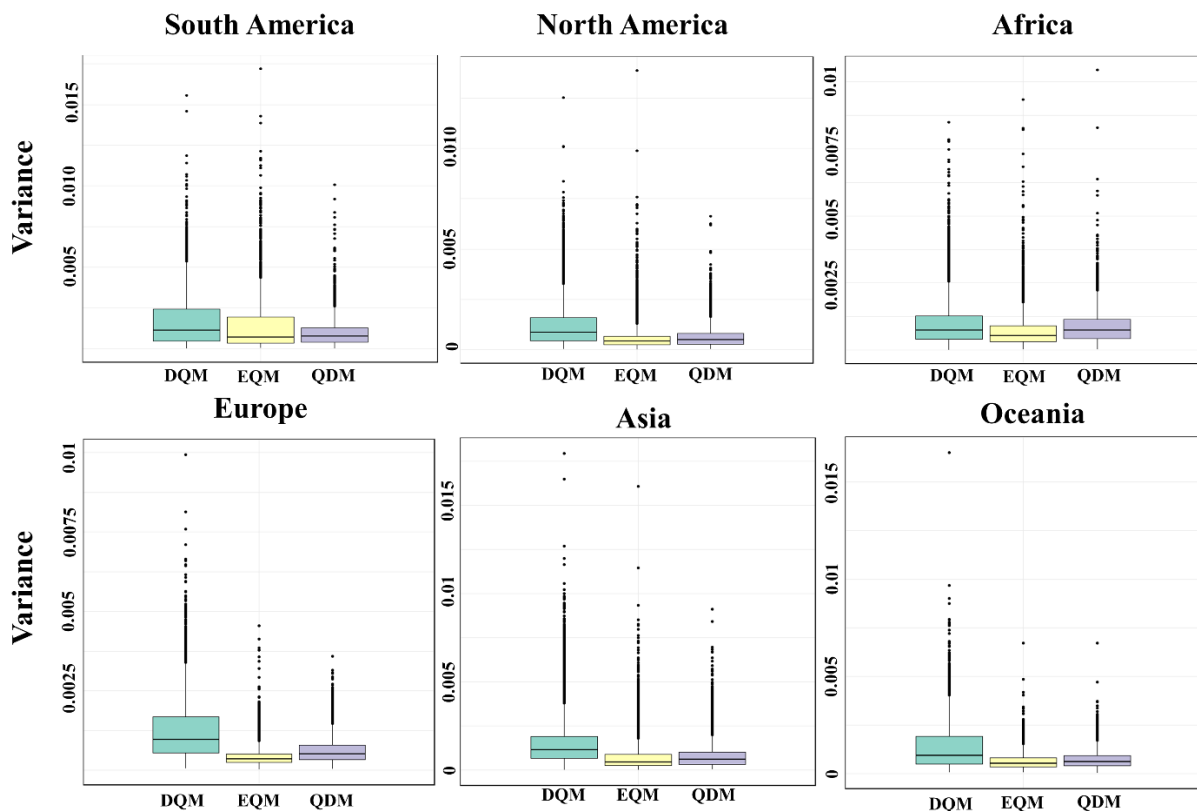 South America
North America
Africa
Variance
0.015
0.010
0.005
DQM EQM QDM
0.010
0.005
0
DQM EQM QDM
0.01
0.0075
0.005
0.0025
DQM EQM QDM
Europe
Asia
Oceania
Variance
0.01
0.0075
0.005
0.0025
DQM EQM QDM
0.015
0.01
0.005
0
DQM EQM QDM
0.015
0.01
0.005
0
DQM EQM QDM